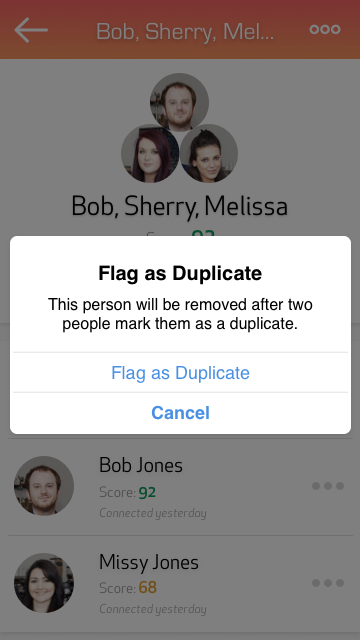 Bob, Sherry, Mel...
Bob, Sherry, Melissa
Score: 92
Flag as Duplicate
This person will be removed after two
people mark them as a duplicate.
Flag as Duplicate
Cancel
Bob Jones
Score: 92
Connected yesterday
Missy Jones
Score: 68
Connected yesterday